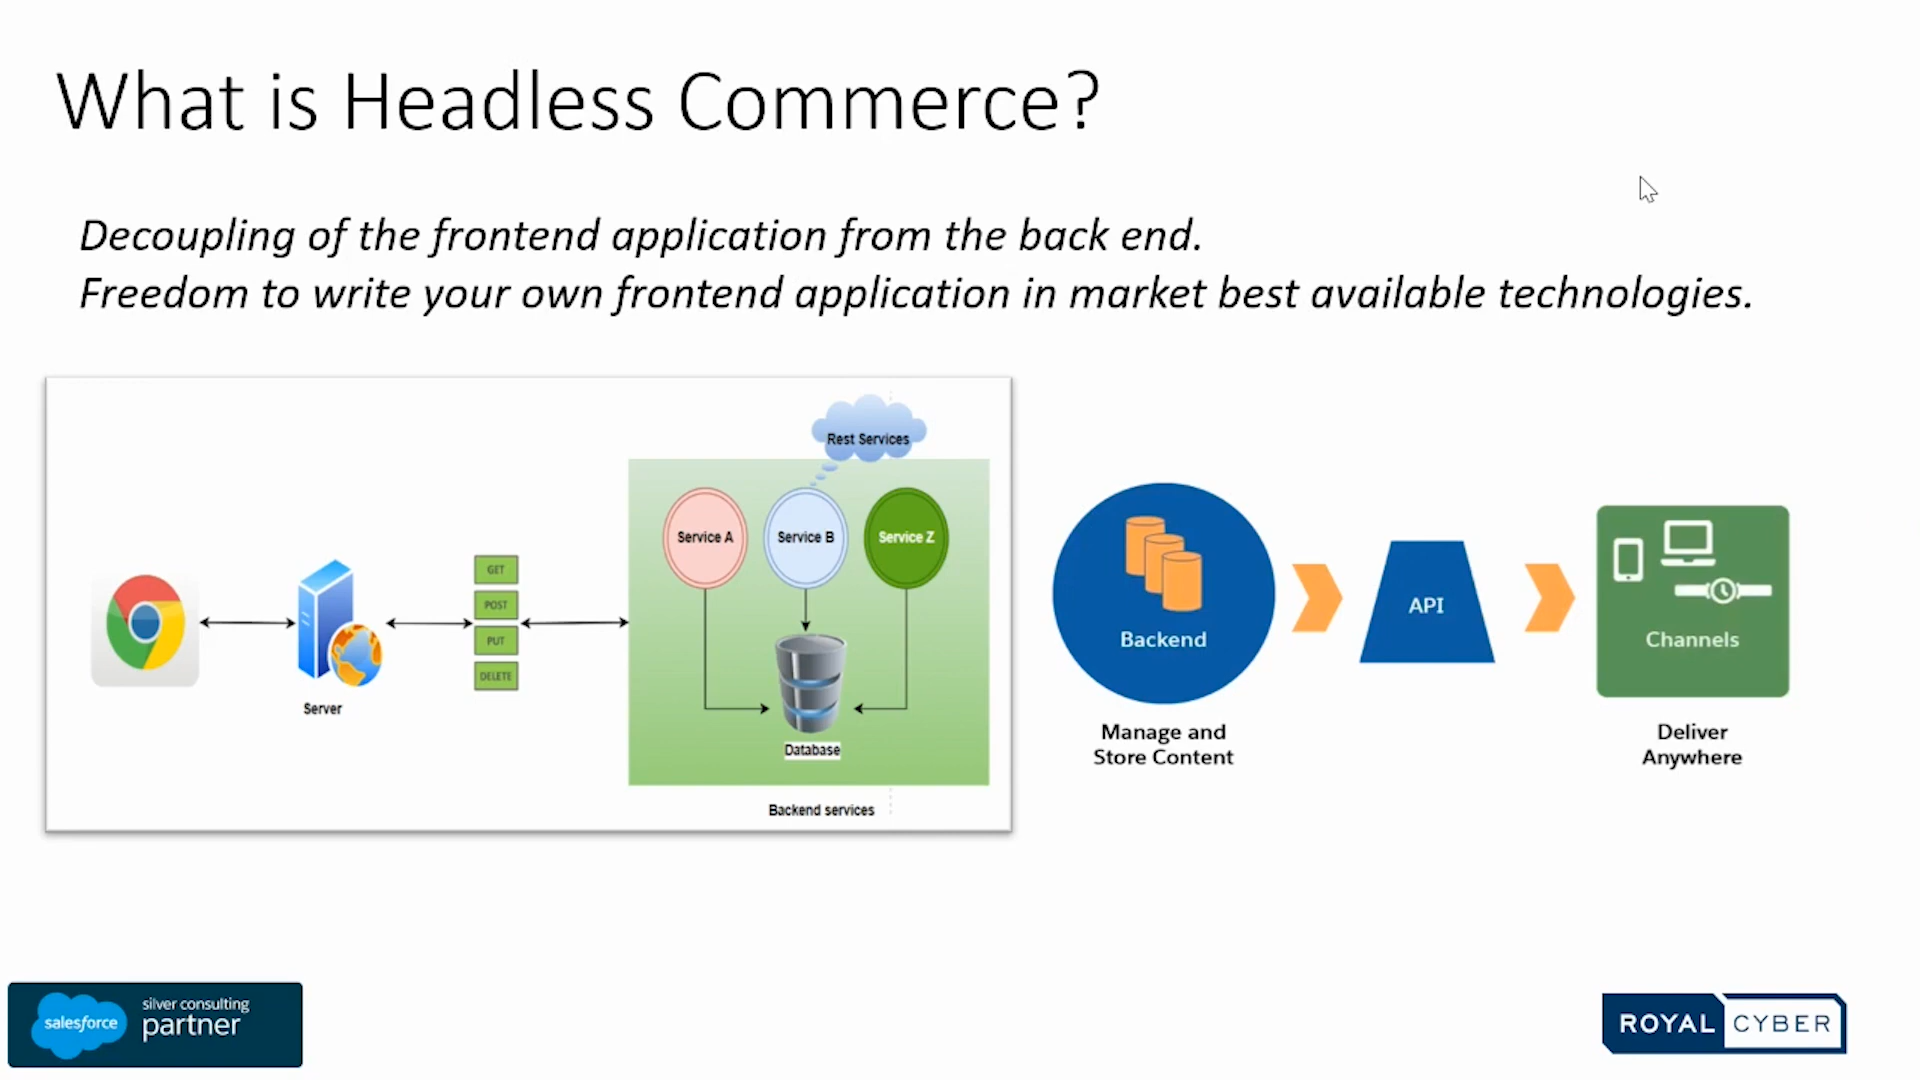 What is Headless Commerce?
Decoupling of the frontend application from the back end.
Freedom to write your own frontend application in market best available technologies.
Rest Services
Service A
Service B
Service Z
GET
POST
PUT
DELETE
Server
Database
Backend services
Backend
API
Channels
Manage and
Store Content
Deliver
Anywhere
salesforce
silver consulting
partner
ROYAL CYBER